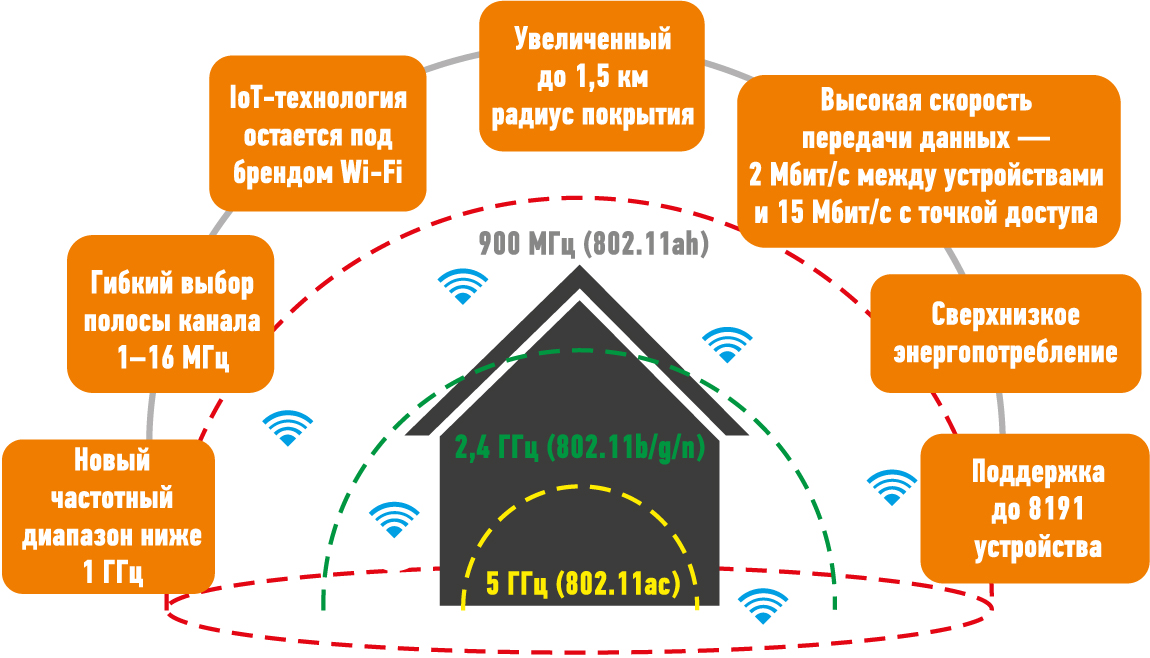 Увеличенный
до 1,5 км
радиус покрытия
IoT-технология
остается под
брендом Wi-Fi
Высокая скорость
передачи данных —
2 Мбит/с между устройствами
и 15 Мбит/с с точкой доступа
900 МГц (802.11ah)
Гибкий выбор
полосы канала
1–16 МГц
Сверхнизкое
энергопотребление
2,4 ГГц (802.11b/g/n)
Новый
частотный
диапазон ниже
1 ГГц
Поддержка
до 8191
устройства
5 ГГц (802.11ac)